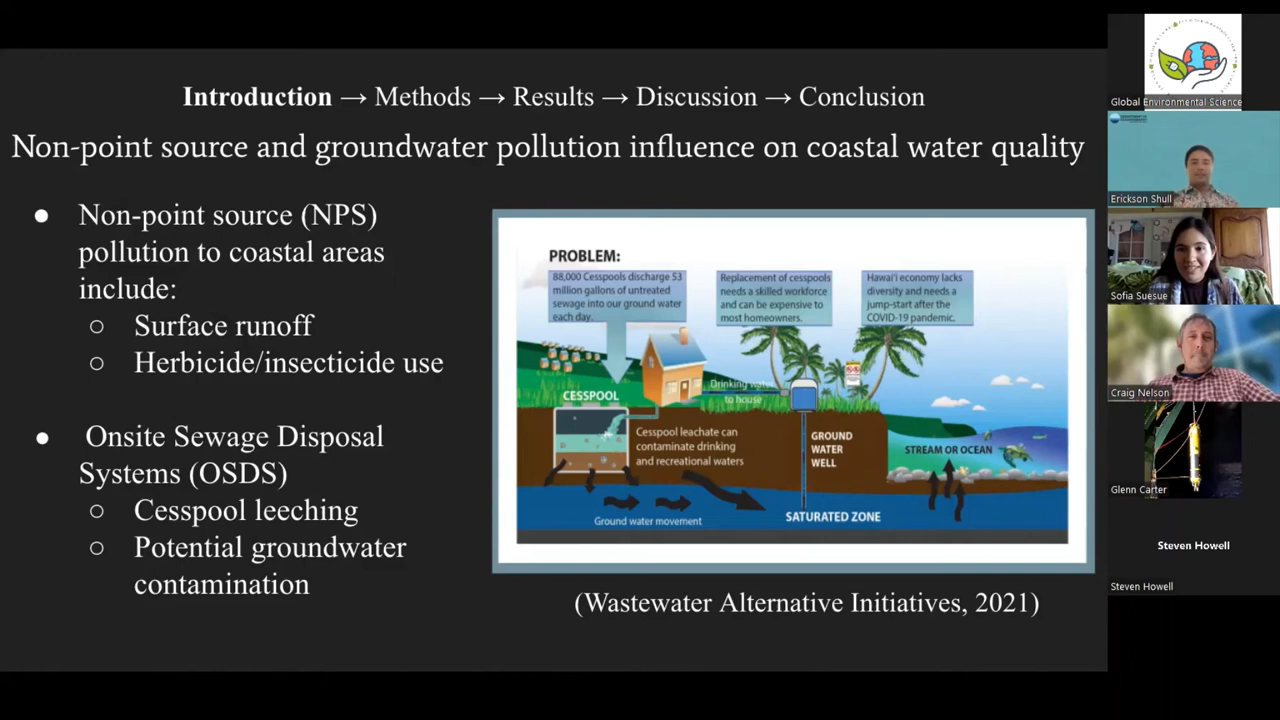 Introduction → Methods → Results → Discussion → Conclusion
Non-point source and groundwater pollution influence on coastal water quality
● Non-point source (NPS)
pollution to coastal areas
include:
○ Surface runoff
○ Herbicide/insecticide use
● Onsite Sewage Disposal
Systems (OSDS)
○ Cesspool leeching
○ Potential groundwater
contamination
PROBLEM:
88,000 Cesspools discharge 53
million gallons of untreated
sewage into our ground water
each day.
Replacement of cesspools
needs a skilled workforce
and can be expensive to
most homeowners.
Hawai'i economy lacks
diversity and needs a
jump-start after the
COVID-19 pandemic.
CESSPOOL
Drinking water
to house
Cesspool leachate can
contaminate drinking
and recreational waters
GROUND
WATER
WELL
STREAM OR OCEAN
Ground water movement
SATURATED ZONE
(Wastewater Alternative Initiatives, 2021)
Global Environmental Science
Erickson Shull
Sofia Suesue
Craig Nelson
Glenn Carter
Steven Howell
Steven Howell